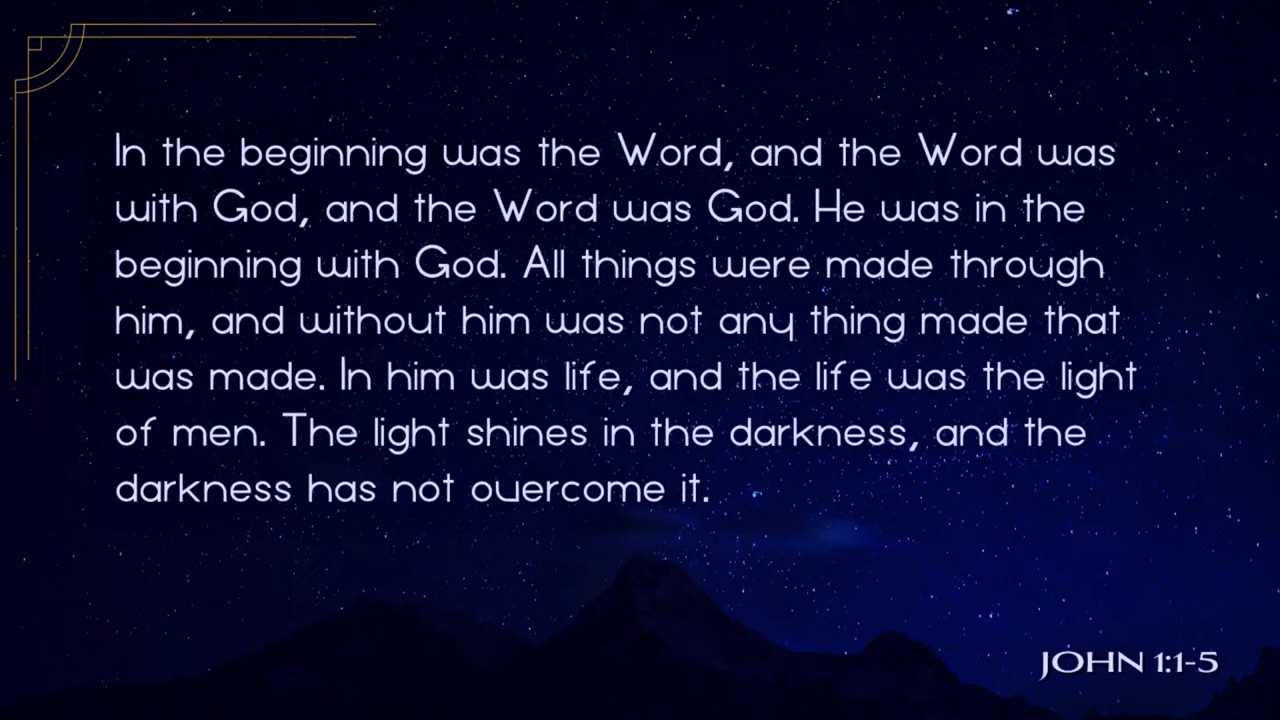 In the beginning was the Word, and the Word was
with God, and the Word was God. He was in the
beginning with God. All things were made through
him, and without him was not any thing made that
was made. In him was life, and the life was the light
of men. The light shines in the darkness, and the
darkness has not overcome it.
JOHN 1:1-5